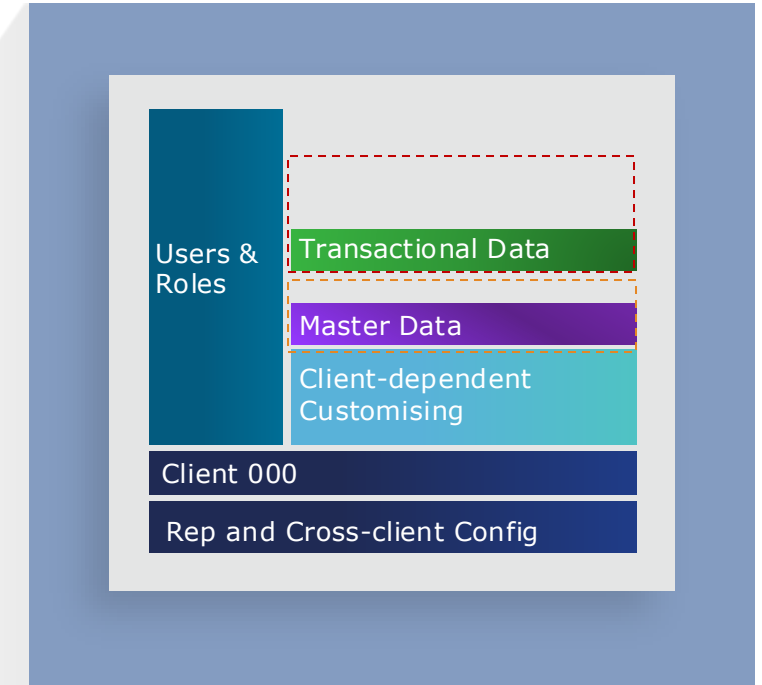 Users &
Roles
Transactional Data
Master Data
Client-dependent
Customising
Client 000
Rep and Cross-client Config